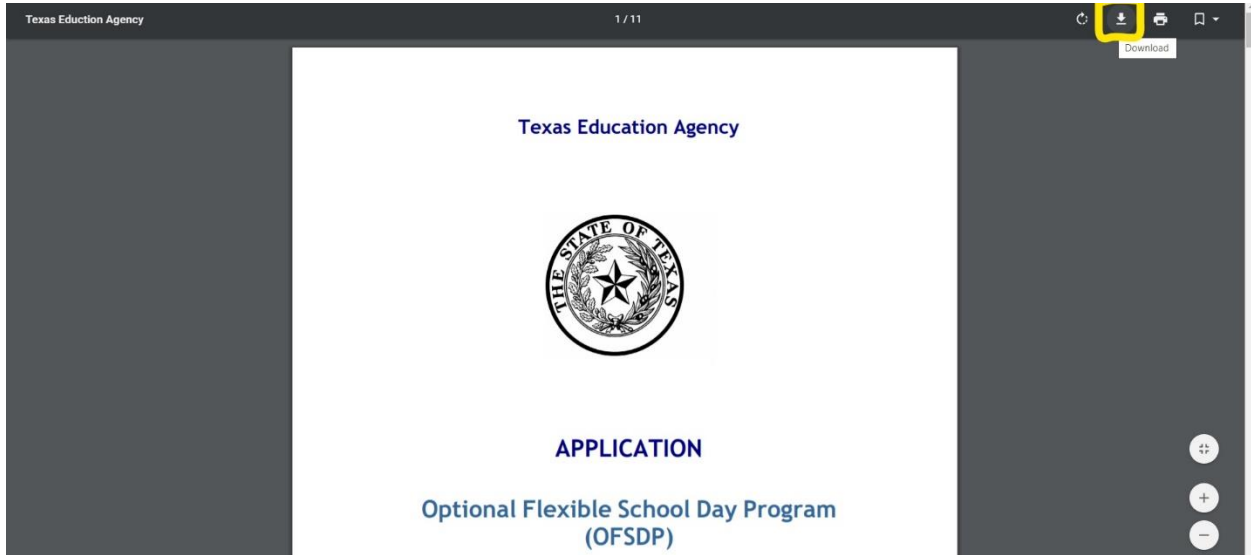 Texas Eduction Agency
1 / 11
Download
Texas Education Agency
THE STATE OF TEXAS
APPLICATION
Optional Flexible School Day Program
(OFSDP)